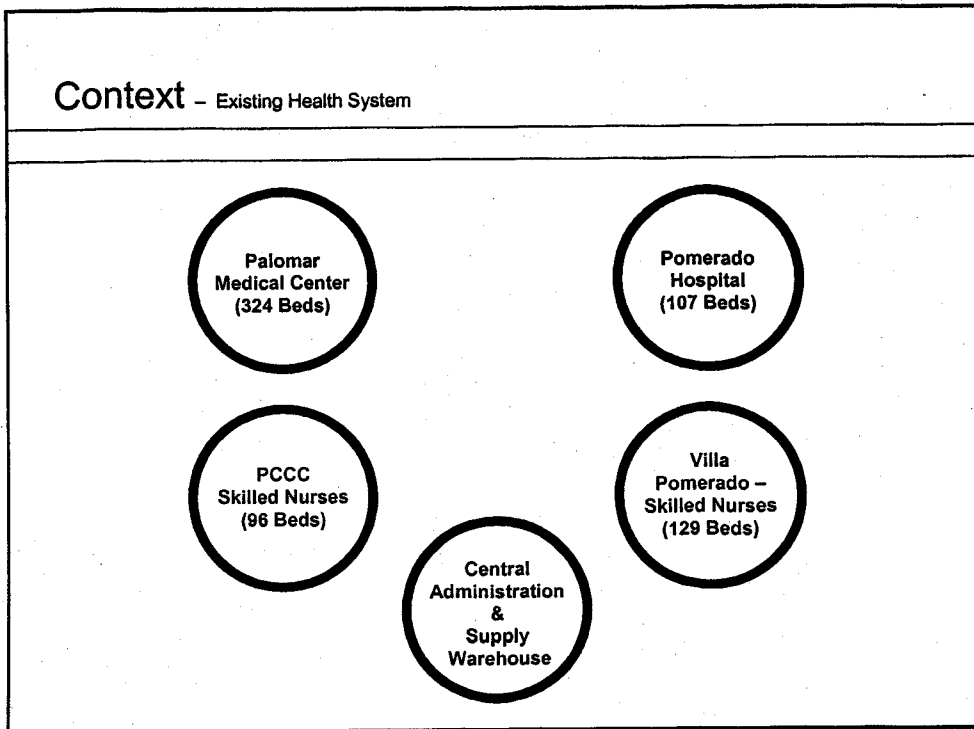 Context – Existing Health System
Palomar
Medical Center
(324 Beds)
Pomerado
Hospital
(107 Beds)
PCCC
Skilled Nurses
(96 Beds)
Villa
Pomerado –
Skilled Nurses
(129 Beds)
Central
Administration
&
Supply
Warehouse